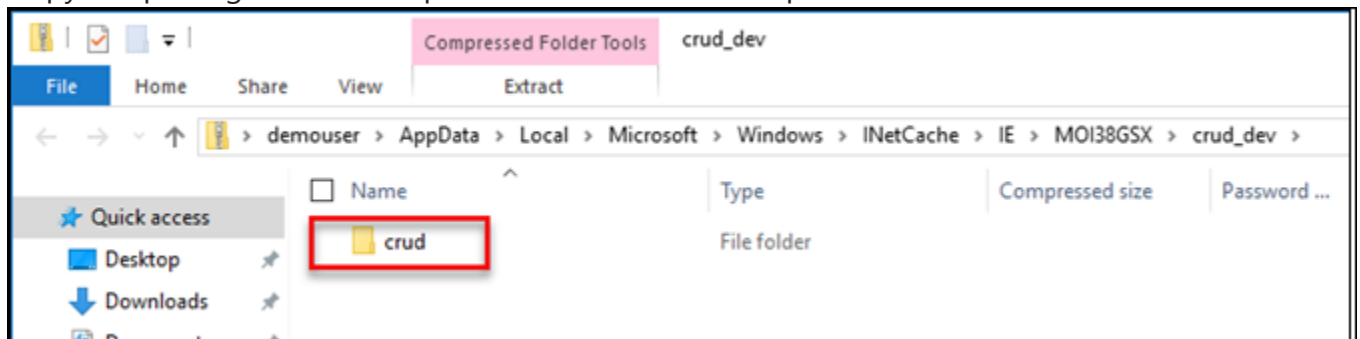 Compressed Folder Tools crud_dev
File Home Share View Extract
> demouser > AppData > Local > Microsoft > Windows > INetCache > IE > MOI38GSX > crud_dev >
Name Type Compressed size Password ...
Quick access
crud File folder
Desktop
Downloads